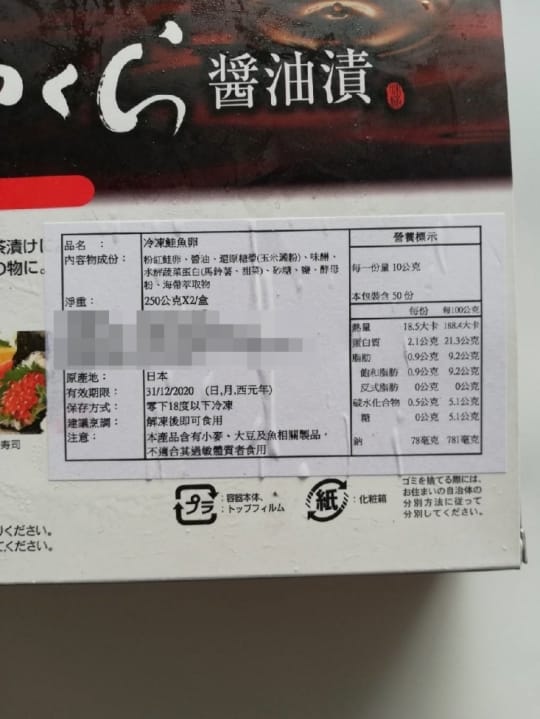 くら 醤油漬
茶漬けに
の物に。
寿司
品名：冷凍鮭魚卵
內容物成份：粉紅鮭卵、醬油、還原糖漿(玉米澱粉)、味醂、
水解蔬菜蛋白(馬鈴薯、甜菜)、砂糖、鹽、酵母
粉、海帶萃取物
淨重：250公克X2/盒
原產地：日本
有效期限：31/12/2020 (日,月,西元年)
保存方式：零下18度以下冷凍
建議烹調：解凍後即可食用
注意：本產品含有小麥、大豆及魚相關製品，
不適合其過敏體質者食用
營養標示
每一份量 10公克
本包裝含 50 份
每份 每100公克
熱量 18.5大卡 188.4大卡
蛋白質 2.1公克 21.3公克
脂肪 0.9公克 9.2公克
飽和脂肪 0.9公克 9.2公克
反式脂肪 0公克 0公克
碳水化合物 0.5公克 5.1公克
糖 0公克 5.1公克
鈉 78毫克 781毫克
プラ ：容器本体、
：トップフィルム
紙 ：化粧箱
ゴミを捨てる際には、
お住まいの自治体の
分別方法に従って
分別してください。
りください。
てください。